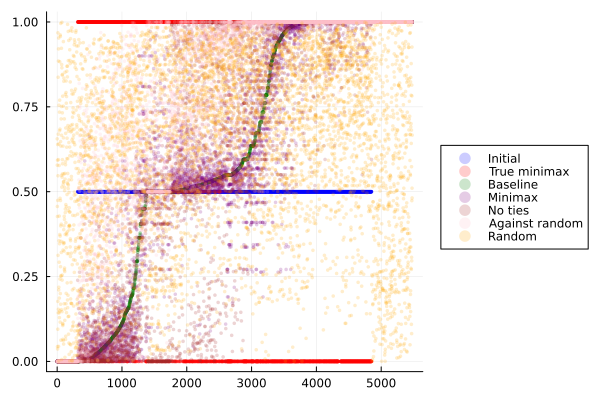 1.00
0.75
0.50
0.25
0.00
0 1000 2000 3000 4000 5000
Initial
True minimax
Baseline
Minimax
No ties
Against random
Random